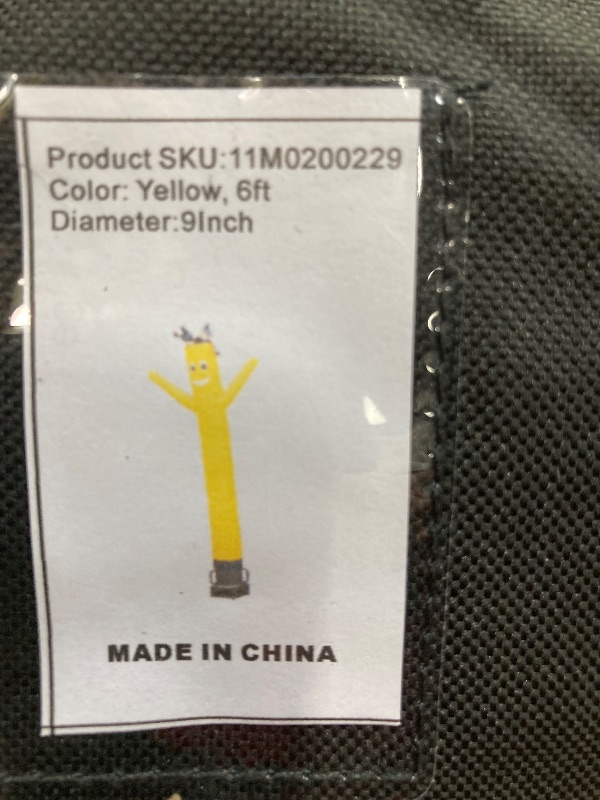 Product SKU:11M0200229
Color: Yellow, 6ft
Diameter:9Inch
MADE IN CHINA